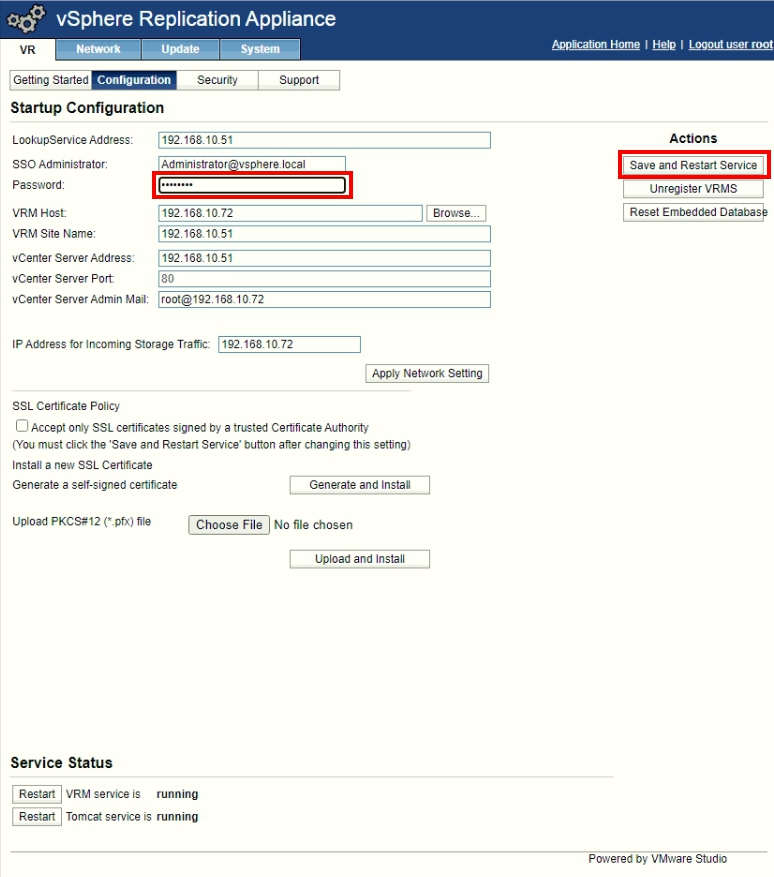 vSphere Replication Appliance
VR Network Update System
Application Home | Help | Logout user root
Getting Started Configuration Security Support
Startup Configuration
Actions
LookupService Address: 192.168.10.51
SSO Administrator: Administrator@vsphere.local
Save and Restart Service
Password: ••••••••
Unregister VRMS
VRM Host: 192.168.10.72 Browse...
Reset Embedded Database
VRM Site Name: 192.168.10.51
vCenter Server Address: 192.168.10.51
vCenter Server Port: 80
vCenter Server Admin Mail: root@192.168.10.72
IP Address for Incoming Storage Traffic: 192.168.10.72
Apply Network Setting
SSL Certificate Policy
Accept only SSL certificates signed by a trusted Certificate Authority
(You must click the 'Save and Restart Service' button after changing this setting)
Install a new SSL Certificate
Generate a self-signed certificate Generate and Install
Upload PKCS#12 (*.pfx) file Choose File No file chosen
Upload and Install
Service Status
Restart VRM service is running
Restart Tomcat service is running
Powered by VMware Studio